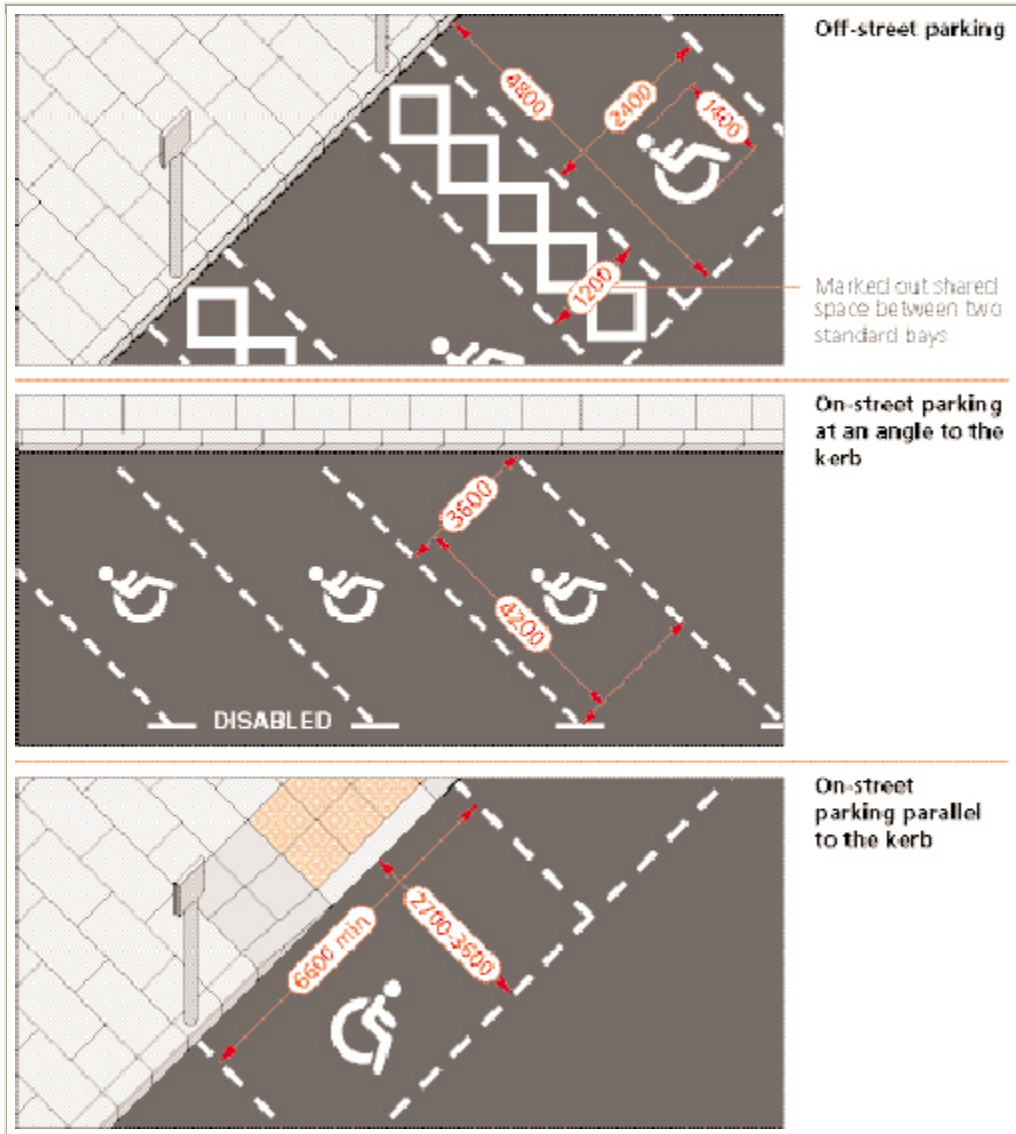 Off-street parking
4800
2400
1400
1200
Marked out shared
space between two
standard bays
On-street parking
at an angle to the
kerb
3600
4200
DISABLED
On-street
parking parallel
to the kerb
6600 min
2700-3600